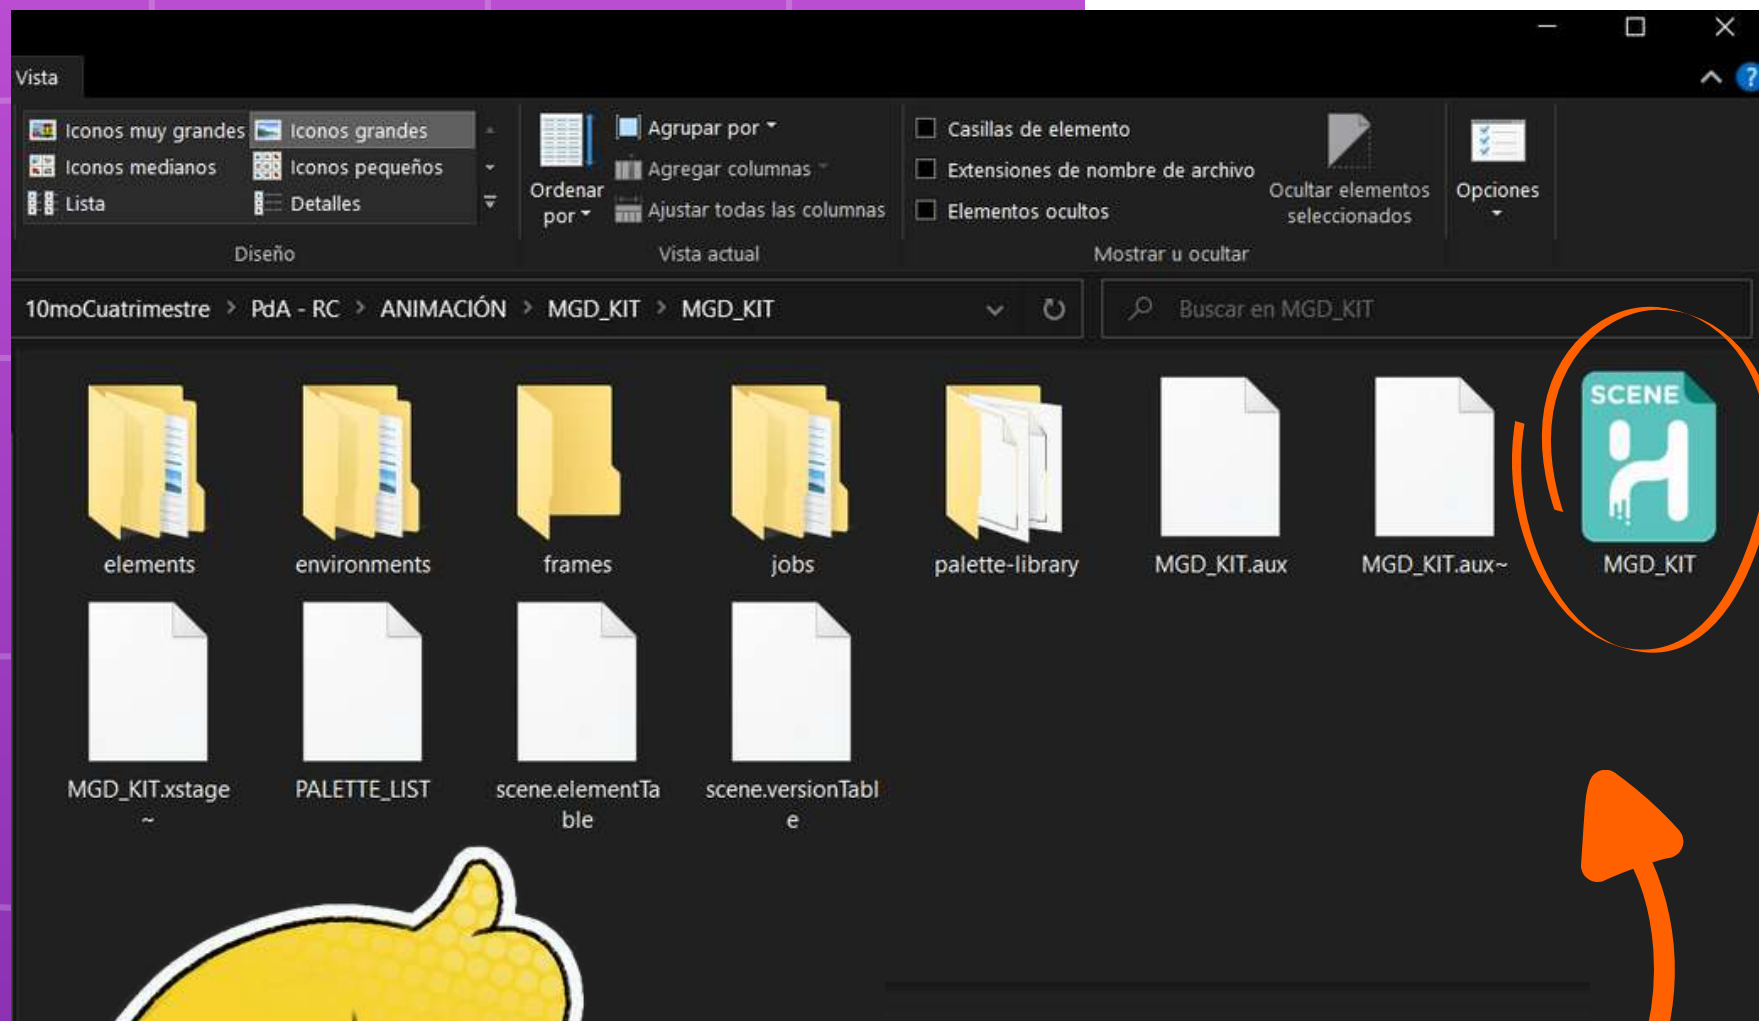 Vista
Iconos muy grandes
Iconos grandes
Iconos medianos
Iconos pequeños
Lista
Detalles
Diseño
Ordenar
por
Agrupar por
Agregar columnas
Ajustar todas las columnas
Vista actual
Casillas de elemento
Extensiones de nombre de archivo
Elementos ocultos
Ocultar elementos
seleccionados
Opciones
Mostrar u ocultar
?
10moCuatrimestre > PdA - RC > ANIMACIÓN > MGD_KIT > MGD_KIT
Buscar en MGD_KIT
SCENE
H
elements
environments
frames
jobs
palette-library
MGD_KIT.aux
MGD_KIT.aux~
MGD_KIT
MGD_KIT.xstage
~
PALETTE_LIST
scene.elementTa
ble
scene.versionTabl
e